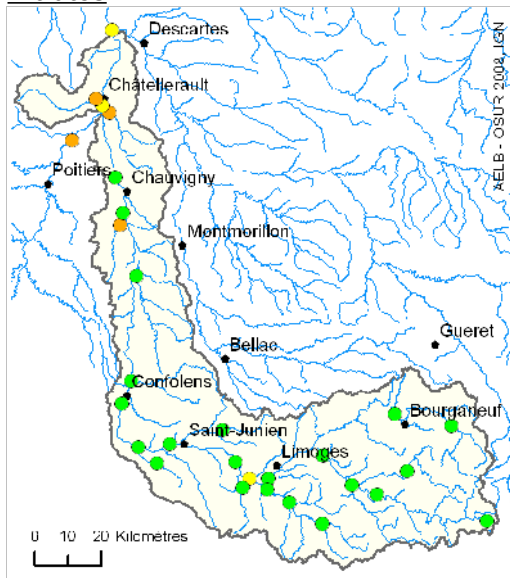 Descartes
Châtellerault
Poitiers
Chauvigny
Montmorillon
Gueret
Bellac
Confolens
Bourganeuf
Saint-Junien
Limoges
0 10 20 Kilomètres
AELB - OSUR 2008, IGN